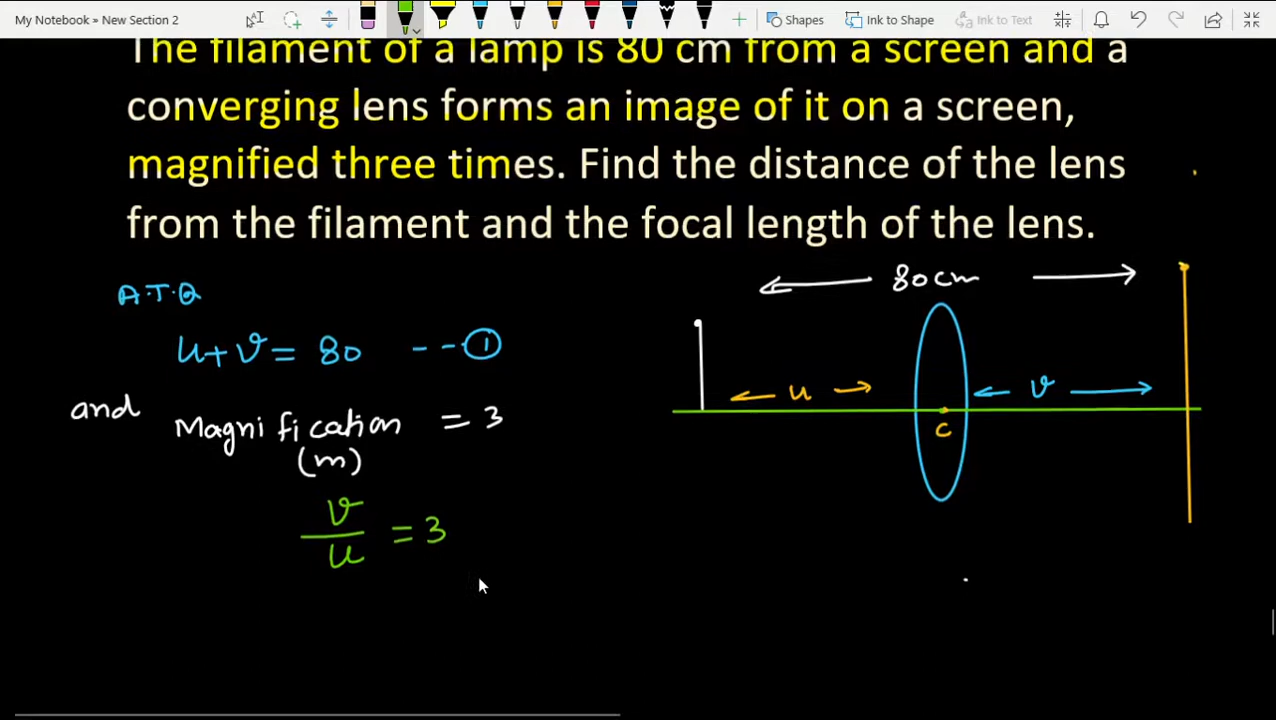 My Notebook » New Section 2
Shapes
Ink to Shape
Ink to Text
The filament of a lamp is 80 cm from a screen and a
converging lens forms an image of it on a screen,
magnified three times. Find the distance of the lens
from the filament and the focal length of the lens.
A.T.Q
u+v = 80 --- ①
and Magnification = 3
(m)
v/u = 3
80cm
u
v
c